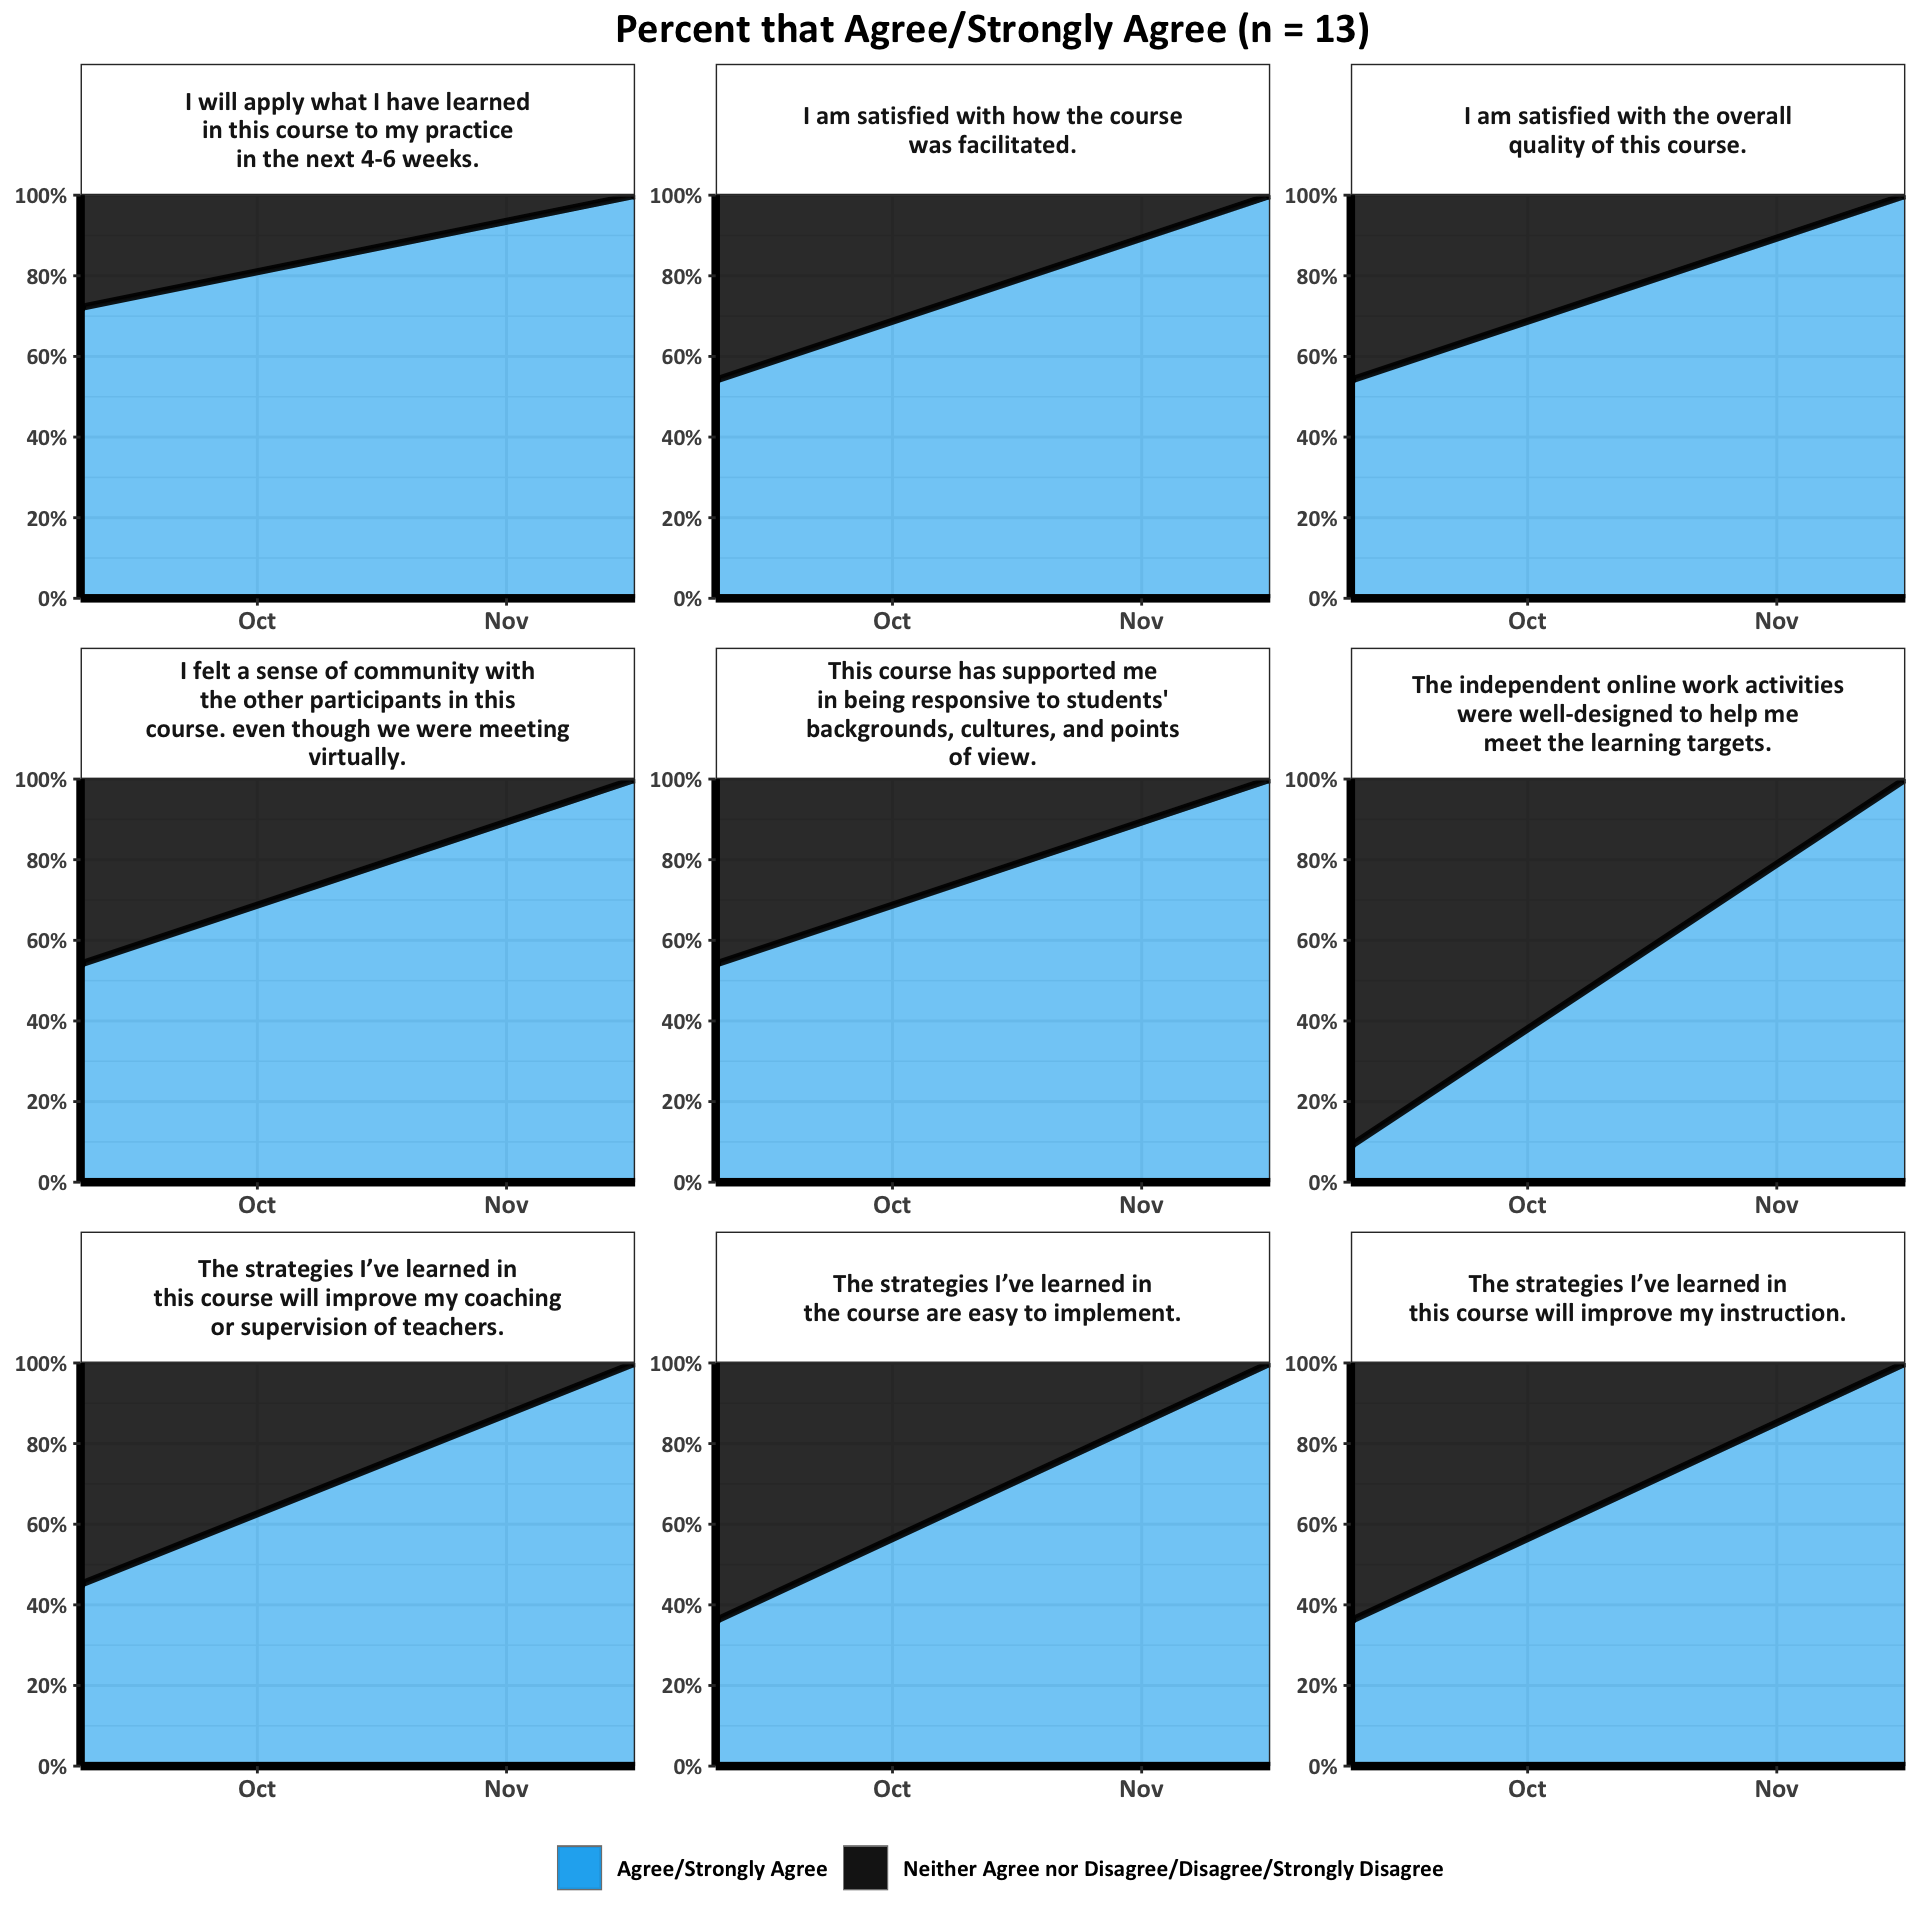 Percent that Agree/Strongly Agree (n = 13)
I will apply what I have learned
in this course to my practice
in the next 4-6 weeks.
100%
80%
60%
40%
20%
0%
Oct
Nov
I am satisfied with how the course
was facilitated.
100%
80%
60%
40%
20%
0%
Oct
Nov
I am satisfied with the overall
quality of this course.
100%
80%
60%
40%
20%
0%
Oct
Nov
I felt a sense of community with
the other participants in this
course. even though we were meeting
virtually.
100%
80%
60%
40%
20%
0%
Oct
Nov
This course has supported me
in being responsive to students'
backgrounds, cultures, and points
of view.
100%
80%
60%
40%
20%
0%
Oct
Nov
The independent online work activities
were well-designed to help me
meet the learning targets.
100%
80%
60%
40%
20%
0%
Oct
Nov
The strategies I’ve learned in
this course will improve my coaching
or supervision of teachers.
100%
80%
60%
40%
20%
0%
Oct
Nov
The strategies I’ve learned in
the course are easy to implement.
100%
80%
60%
40%
20%
0%
Oct
Nov
The strategies I’ve learned in
this course will improve my instruction.
100%
80%
60%
40%
20%
0%
Oct
Nov
Agree/Strongly Agree
Neither Agree nor Disagree/Disagree/Strongly Disagree